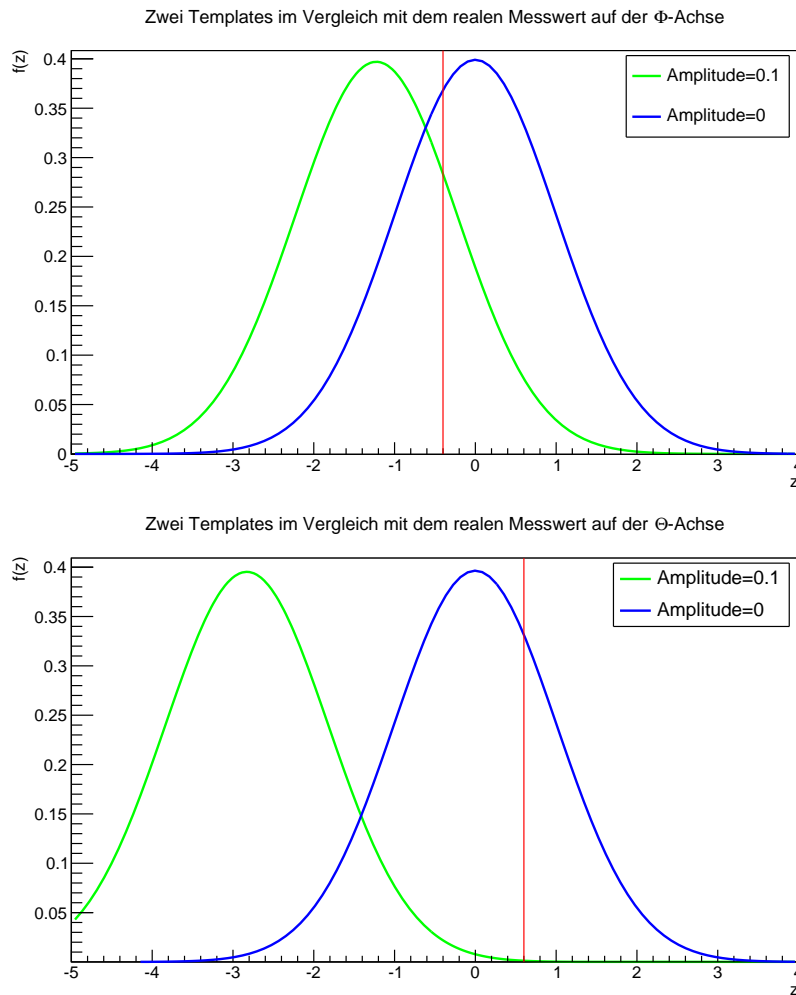 Zwei Templates im Vergleich mit dem realen Messwert auf der Φ-Achse
f(z)
0.4
0.35
0.3
0.25
0.2
0.15
0.1
0.05
0
Amplitude=0.1
Amplitude=0
-5 -4 -3 -2 -1 0 1 2 3 4
z
Zwei Templates im Vergleich mit dem realen Messwert auf der Θ-Achse
f(z)
0.4
0.35
0.3
0.25
0.2
0.15
0.1
0.05
Amplitude=0.1
Amplitude=0
-5 -4 -3 -2 -1 0 1 2 3 4
z